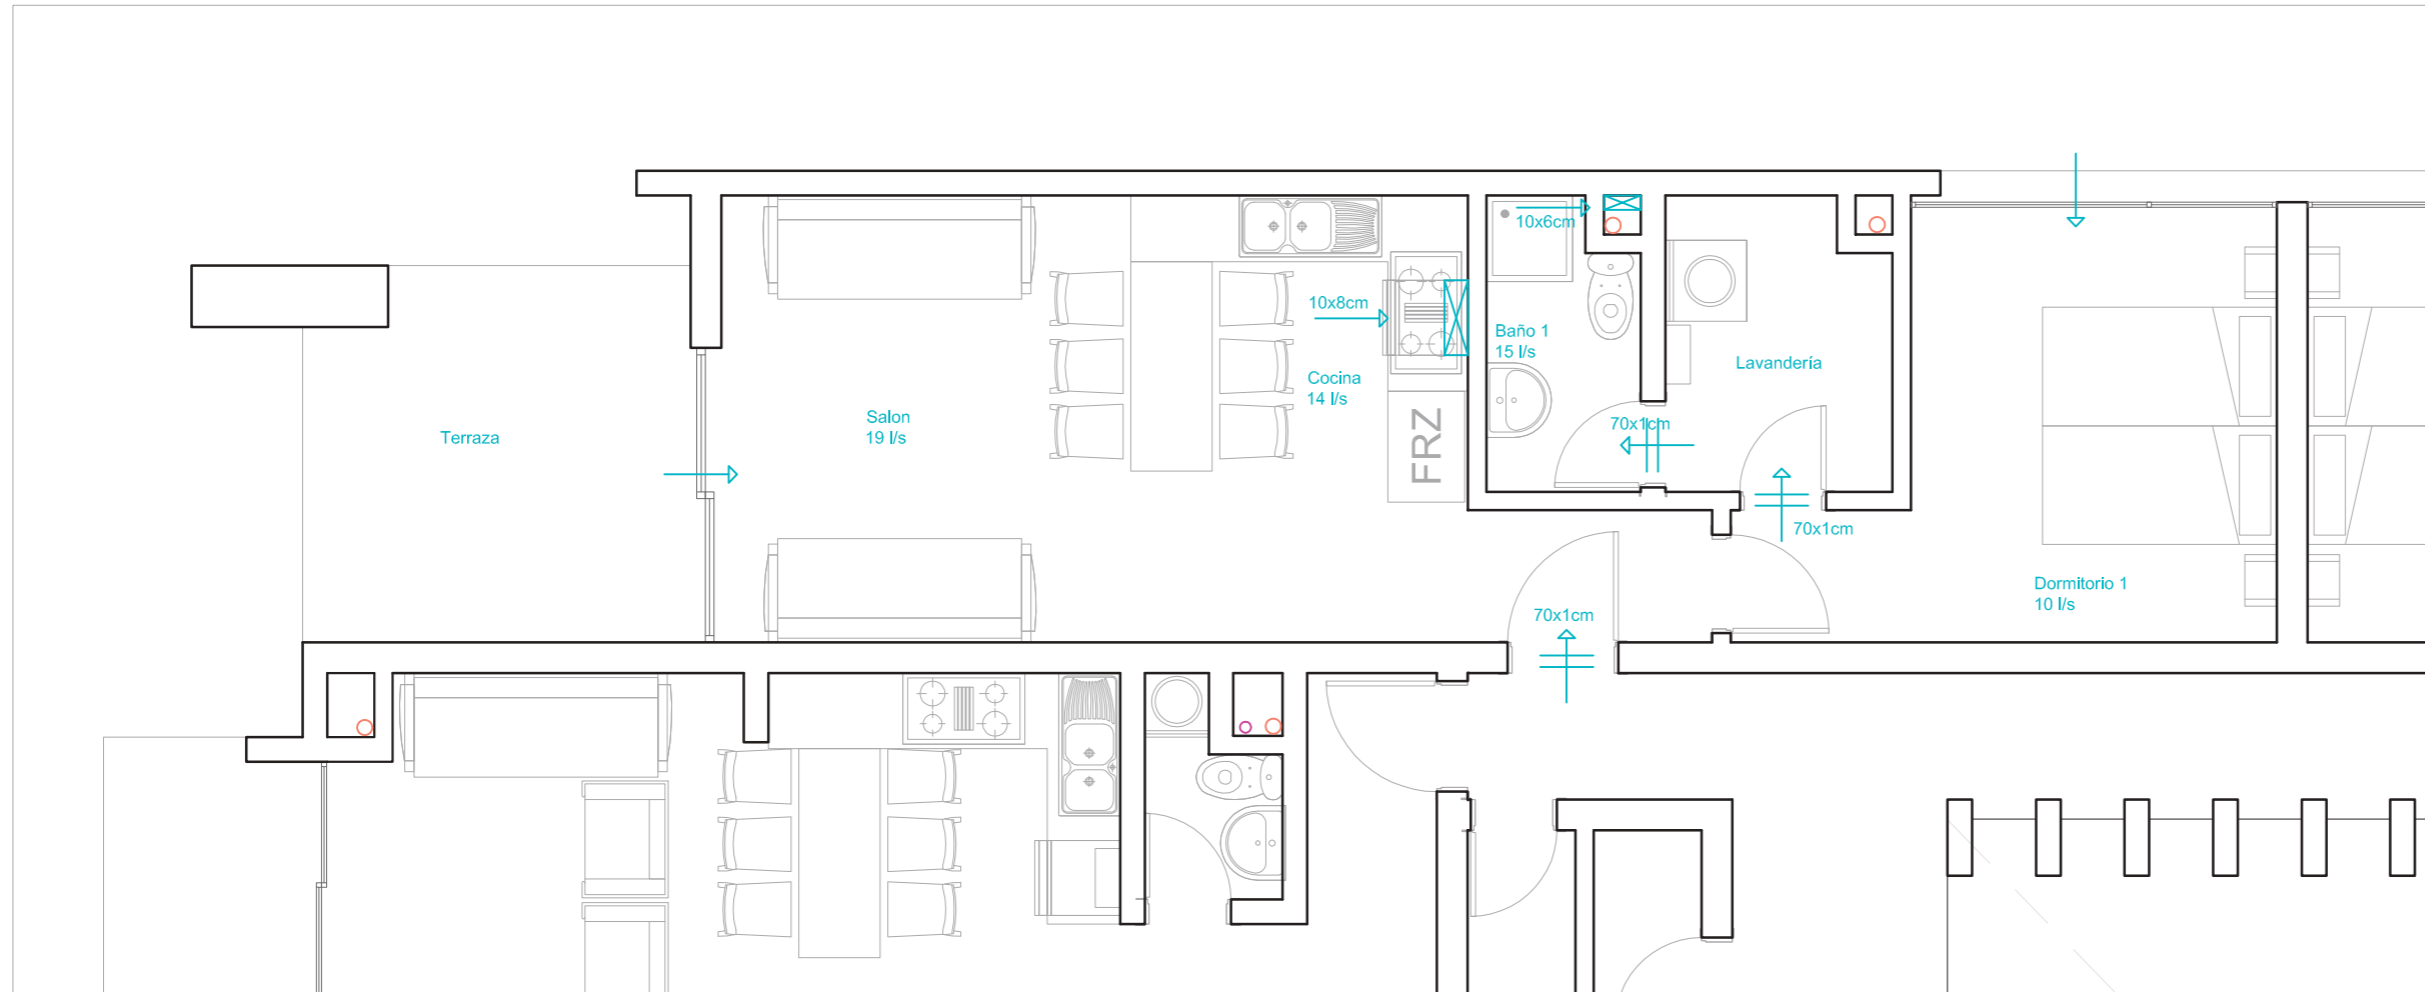 10x6cm
10x8cm
Baño 1
15 l/s
Lavandería
Cocina
14 l/s
Salon
19 l/s
Terraza
FRZ
70x1cm
70x1cm
Dormitorio 1
10 l/s
70x1cm